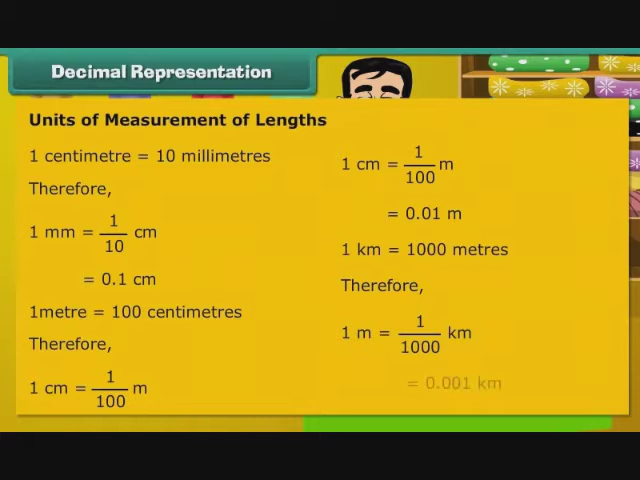 Decimal Representation
Units of Measurement of Lengths
1 centimetre = 10 millimetres
Therefore,
1 mm = 1/10 cm
= 0.1 cm
1metre = 100 centimetres
Therefore,
1 cm = 1/100 m
1 cm = 1/100 m
= 0.01 m
1 km = 1000 metres
Therefore,
1 m = 1/1000 km
= 0.001 km